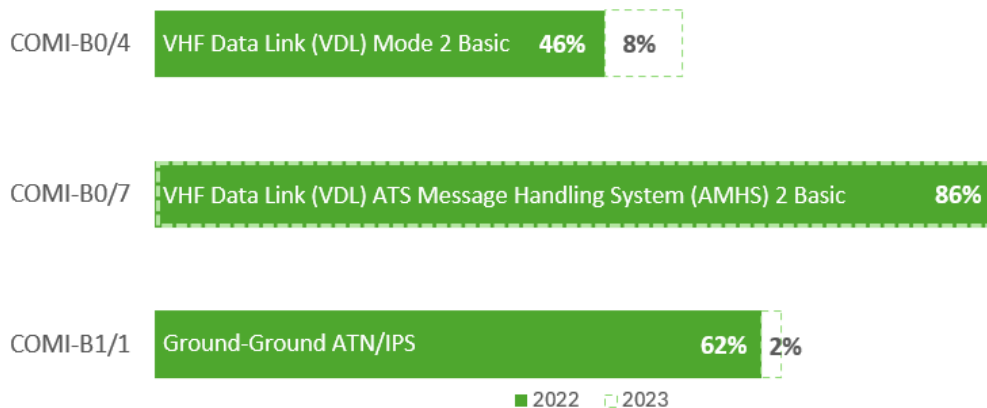 COMI-B0/4 VHF Data Link (VDL) Mode 2 Basic 46% 8%
COMI-B0/7 VHF Data Link (VDL) ATS Message Handling System (AMHS) 2 Basic 86%
COMI-B1/1 Ground-Ground ATN/IPS 62% 2%
2022 2023